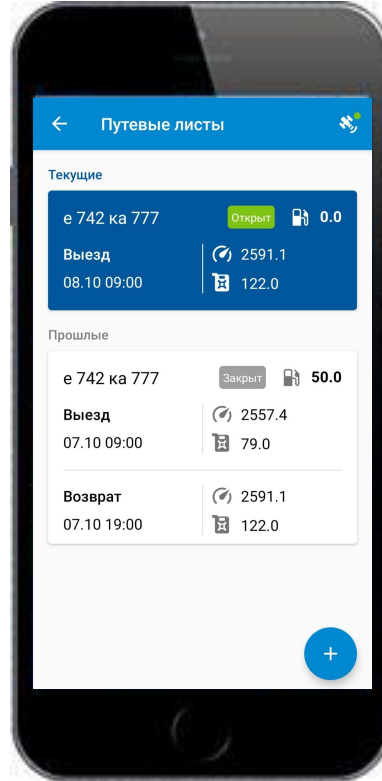 Путевые листы
Текущие
е 742 ка 777 Открыт 0.0
Выезд 2591.1
08.10 09:00 122.0
Прошлые
е 742 ка 777 Закрыт 50.0
Выезд 2557.4
07.10 09:00 79.0
Возврат 2591.1
07.10 19:00 122.0
+